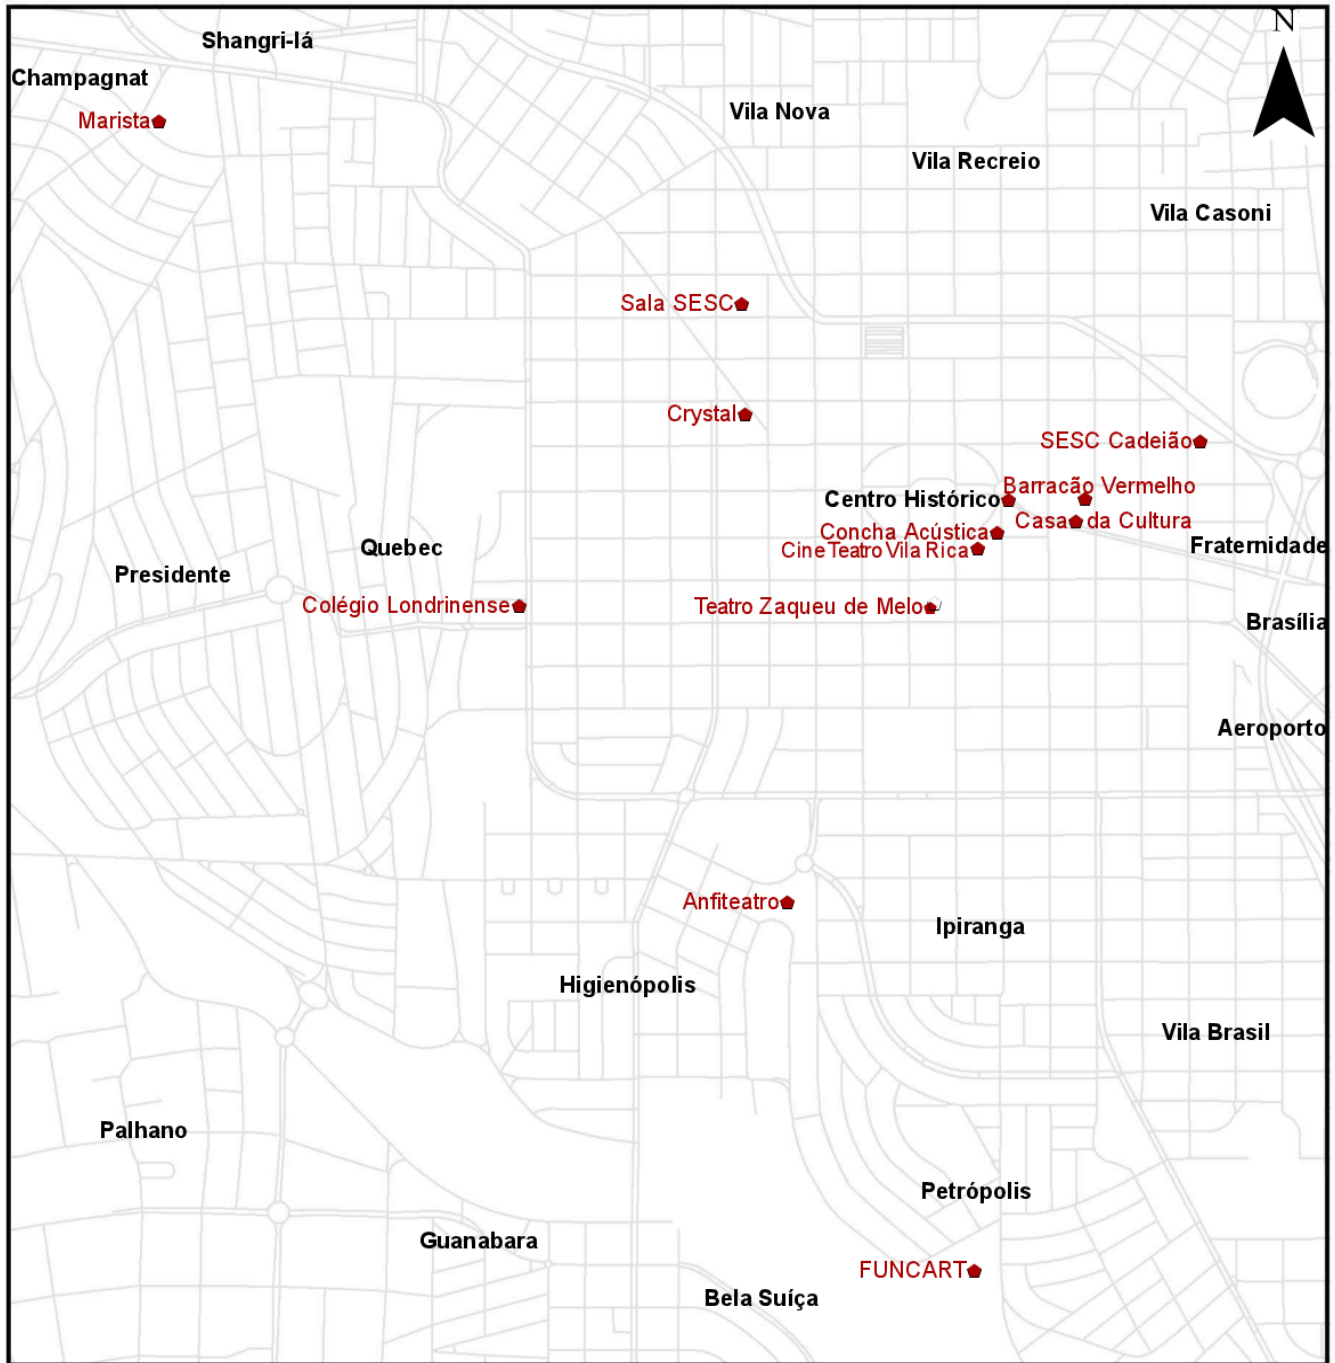 N
Shangri-lá
Champagnat
Marista
Vila Nova
Vila Recreio
Vila Casoni
Sala SESC
Crystal
SESC Cadeião
Barracão Vermelho
Centro Histórico
Casa da Cultura
Concha Acústica
Cine Teatro Vila Rica
Fraternidade
Quebec
Presidente
Colégio Londrinense
Teatro Zaqueu de Melo
Brasília
Aeroporto
Anfiteatro
Ipiranga
Higienópolis
Vila Brasil
Palhano
Petrópolis
Guanabara
FUNCART
Bela Suíça